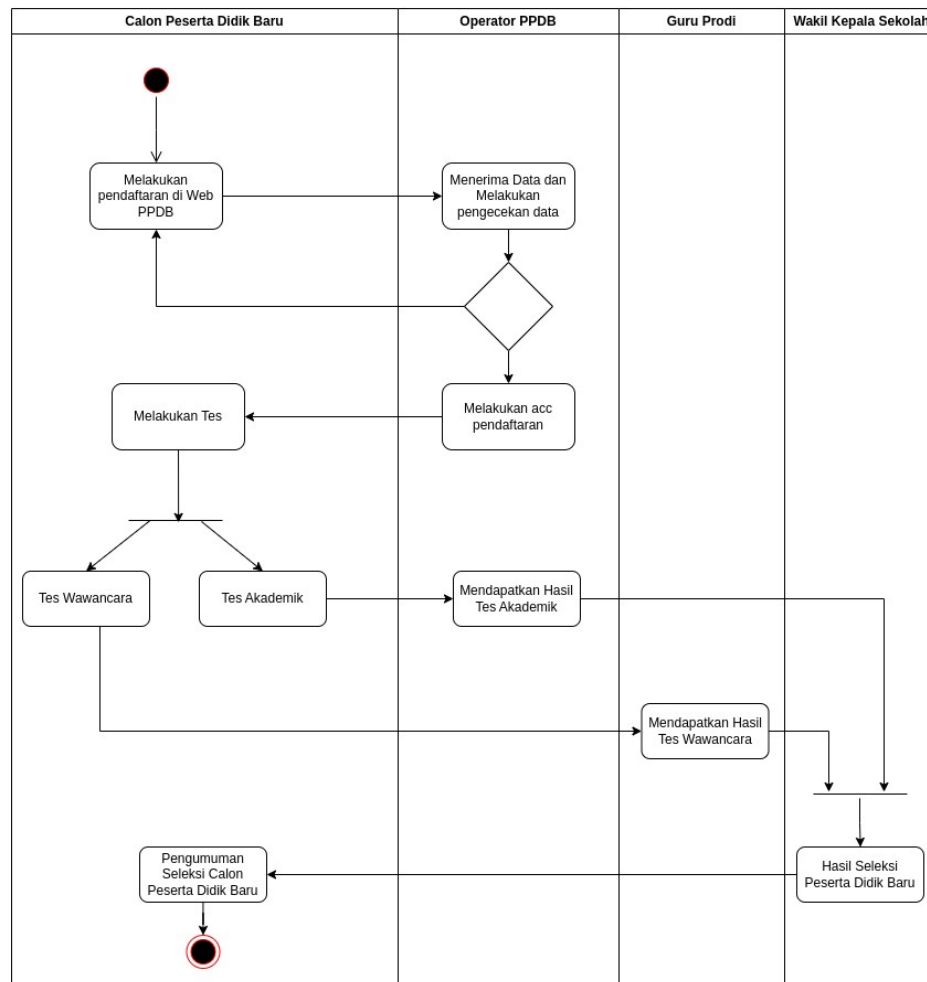 Calon Peserta Didik Baru
Operator PPDB
Guru Prodi
Wakil Kepala Sekolah
Melakukan
pendaftaran di Web
PPDB
Menerima Data dan
Melakukan
pengecekan data
Melakukan Tes
Melakukan acc
pendaftaran
Tes Wawancara
Tes Akademik
Mendapatkan Hasil
Tes Akademik
Mendapatkan Hasil
Tes Wawancara
Pengumuman
Seleksi Calon
Peserta Didik Baru
Hasil Seleksi
Peserta Didik Baru